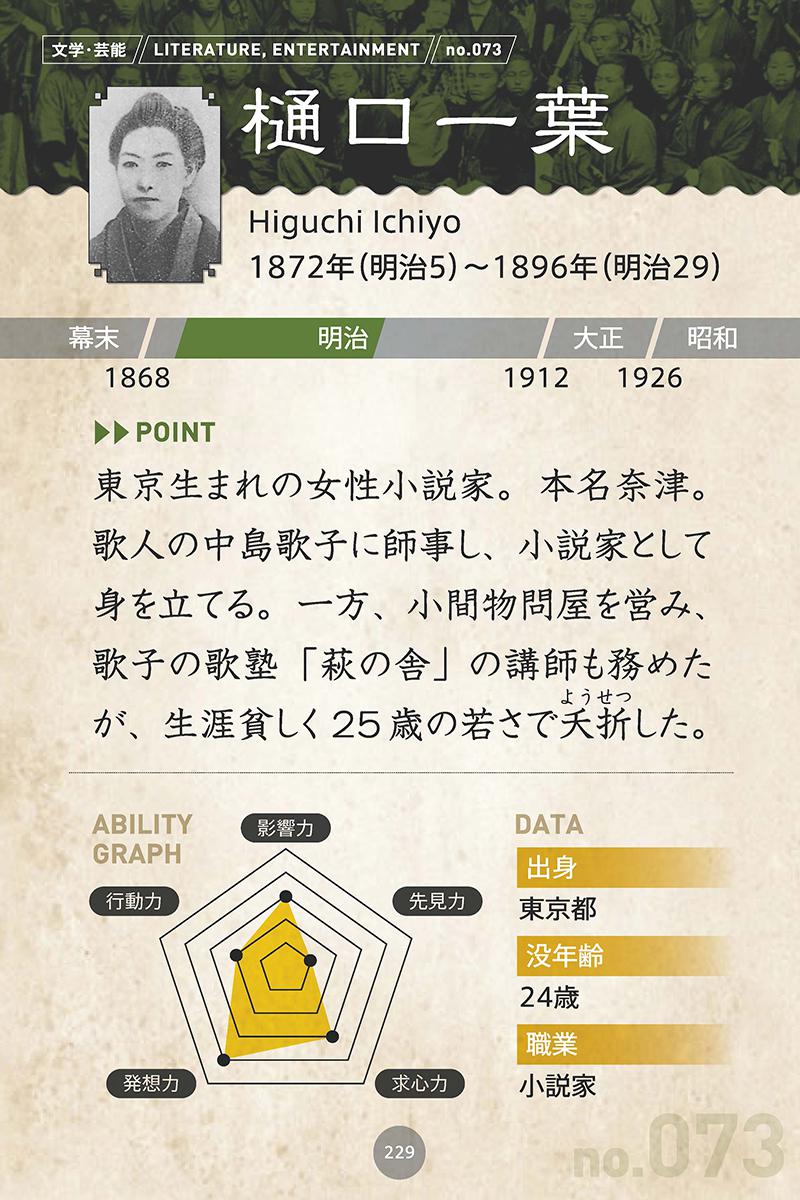 文学・芸能 LITERATURE, ENTERTAINMENT no.073
樋口一葉
Higuchi Ichiyo
1872年(明治5)～1896年(明治29)
幕末 明治 大正 昭和
1868 1912 1926
POINT
東京生まれの女性小説家。本名奈津。
歌人の中島歌子に師事し、小説家として
身を立てる。一方、小間物問屋を営み、
歌子の歌塾「萩の舎」の講師も務めた
ようせつ
が、生涯貧しく25歳の若さで夭折した。
ABILITY
GRAPH
影響力
行動力
先見力
発想力
求心力
DATA
出身
東京都
没年齢
24歳
職業
小説家
229
no.073